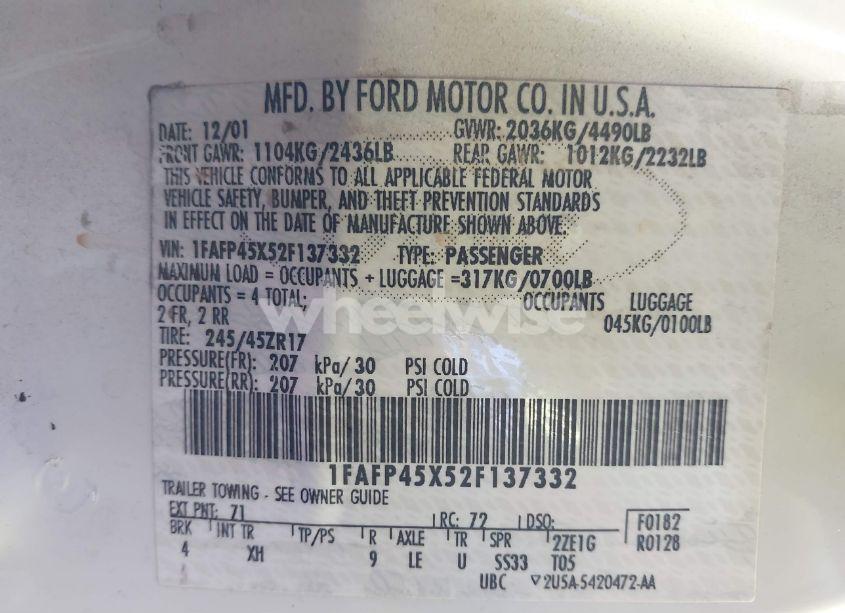 MFD. BY FORD MOTOR CO. IN U.S.A.
DATE: 12/01 GVWR: 2036KG/4490LB
FRONT GAWR: 1104KG/2436LB REAR GAWR: 1012KG/2232LB
THIS VEHICLE CONFORMS TO ALL APPLICABLE FEDERAL MOTOR
VEHICLE SAFETY, BUMPER, AND THEFT PREVENTION STANDARDS
IN EFFECT ON THE DATE OF MANUFACTURE SHOWN ABOVE.
VIN: 1FAFP45X52F137332 TYPE: PASSENGER
MAXIMUM LOAD = OCCUPANTS + LUGGAGE =317KG/0700LB
OCCUPANTS = 4 TOTAL; OCCUPANTS LUGGAGE
2 FR, 2 RR 045KG/0100LB
wheelwise
TIRE: 245/45ZR17
PRESSURE(FR): 207 kPa/ 30 PSI COLD
PRESSURE(RR): 207 kPa/ 30 PSI COLD
1FAFP45X52F137332
TRAILER TOWING - SEE OWNER GUIDE
EXT PNT: 71 RC: 72 DSO: F0182
BRK INT TR TP/PS R AXLE TR SPR 2ZE1G R0128
4 XH 9 LE U SS33 T05
UBC ▽2U5A-5420472-AA